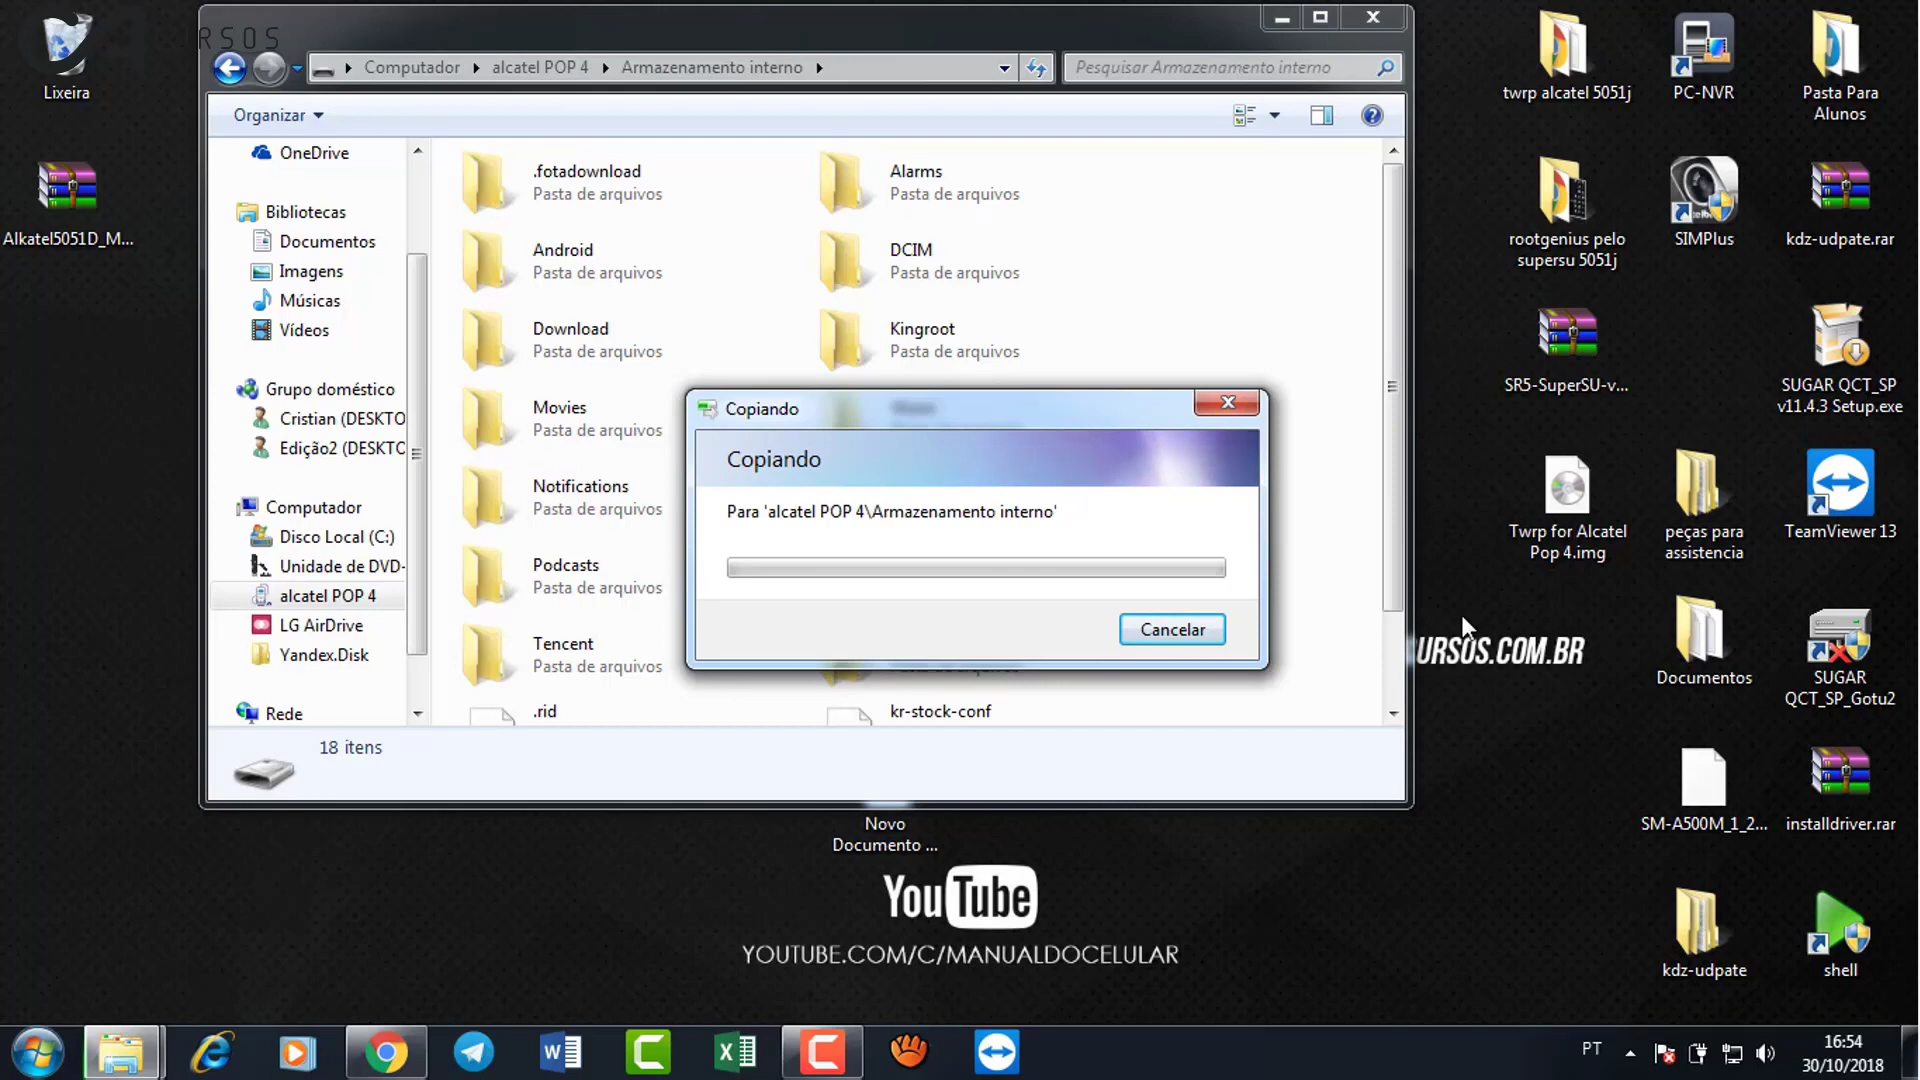 RSOS
Lixeira
Alkatel5051D_M...
Computador
alcatel POP 4
Armazenamento interno
Pesquisar Armazenamento interno
Organizar
OneDrive
Bibliotecas
Documentos
Imagens
Músicas
Vídeos
Grupo doméstico
Cristian (DESKTO
Edição2 (DESKTO
Computador
Disco Local (C:)
Unidade de DVD-
alcatel POP 4
LG AirDrive
Yandex.Disk
Rede
.fotadownload
Pasta de arquivos
Alarms
Pasta de arquivos
Android
Pasta de arquivos
DCIM
Pasta de arquivos
Download
Pasta de arquivos
Kingroot
Pasta de arquivos
Movies
Pasta de arquivos
Notifications
Pasta de arquivos
Podcasts
Pasta de arquivos
Tencent
Pasta de arquivos
.rid
kr-stock-conf
18 itens
Copiando
Copiando
Para 'alcatel POP 4\Armazenamento interno'
Cancelar
twrp alcatel 5051j
PC-NVR
Pasta Para
Alunos
rootgenius pelo
supersu 5051j
SIMPlus
kdz-udpate.rar
SR5-SuperSU-v...
SUGAR QCT_SP
v11.4.3 Setup.exe
Twrp for Alcatel
Pop 4.img
peças para
assistencia
TeamViewer 13
URSOS.COM.BR
Documentos
SUGAR
QCT_SP_Gotu2
SM-A500M_1_2...
installdriver.rar
kdz-udpate
shell
Novo
Documento ...
YouTube
YOUTUBE.COM/C/MANUALDOCELULAR
PT
16:54
30/10/2018